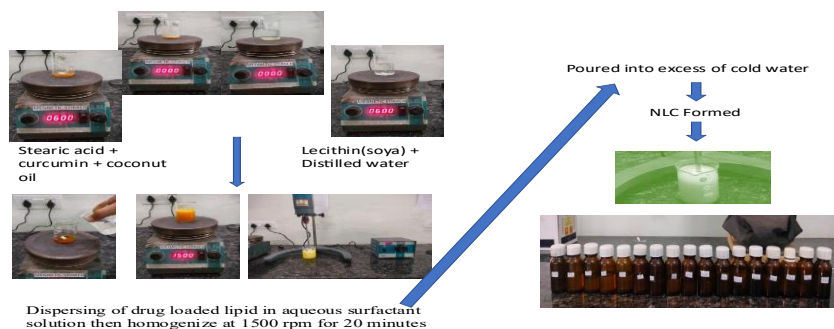 0000
0000
0600
0600
Stearic acid +
curcumin + coconut
oil
Lecithin(soya) +
Distilled water
1500
Dispersing of drug loaded lipid in aqueous surfactant
solution then homogenize at 1500 rpm for 20 minutes
Poured into excess of cold water
NLC Formed